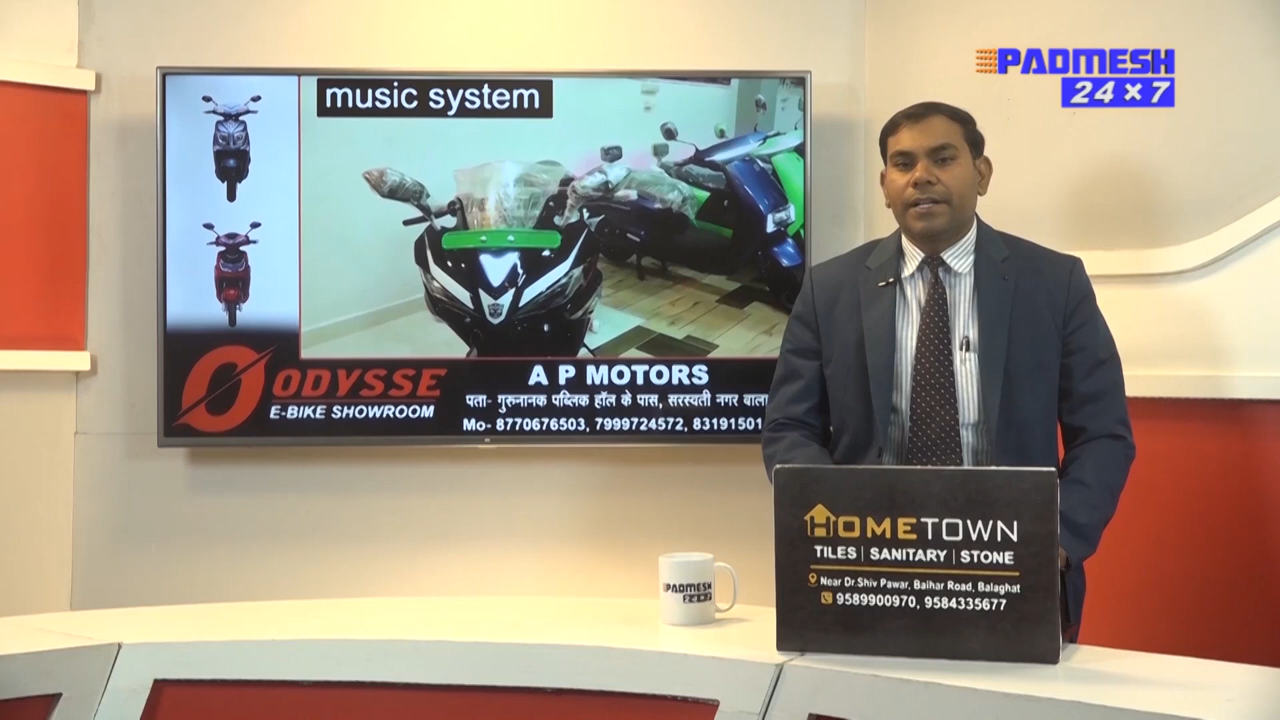 PADMESH
24×7
music system
ODYSSE
E-BIKE SHOWROOM
A P MOTORS
पता- गुरुनानक पब्लिक हॉल के पास, सरस्वती नगर
Mo- 8770676503, 7999724572,
HOMETOWN
TILES | SANITARY | STONE
Near Dr.Shiv Pawar, Baihar Road, Balaghat
9589900970, 9584335677
PADMESH
24×7